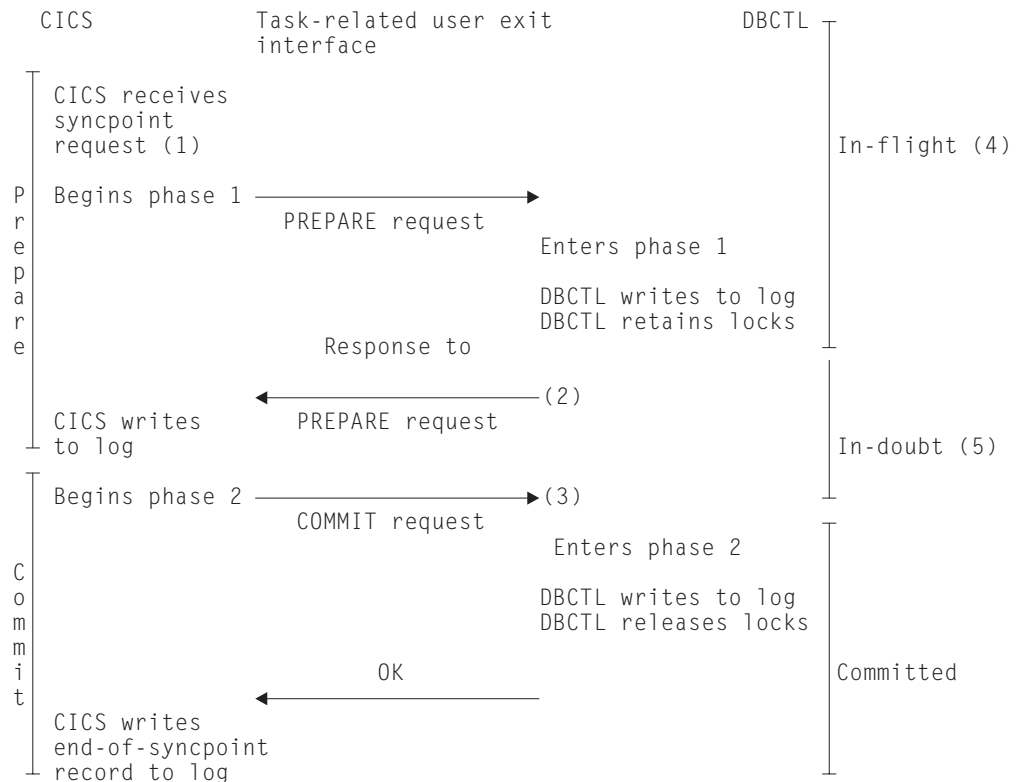 CICS
Task-related user exit
interface
DBCTL
CICS receives
syncpoint
request (1)
In-flight (4)
Prepare
Begins phase 1
PREPARE request
Enters phase 1
DBCTL writes to log
DBCTL retains locks
Response to
(2)
PREPARE request
CICS writes
to log
In-doubt (5)
Begins phase 2
(3)
COMMIT request
Enters phase 2
Commit
DBCTL writes to log
DBCTL releases locks
OK
Committed
CICS writes
end-of-syncpoint
record to log